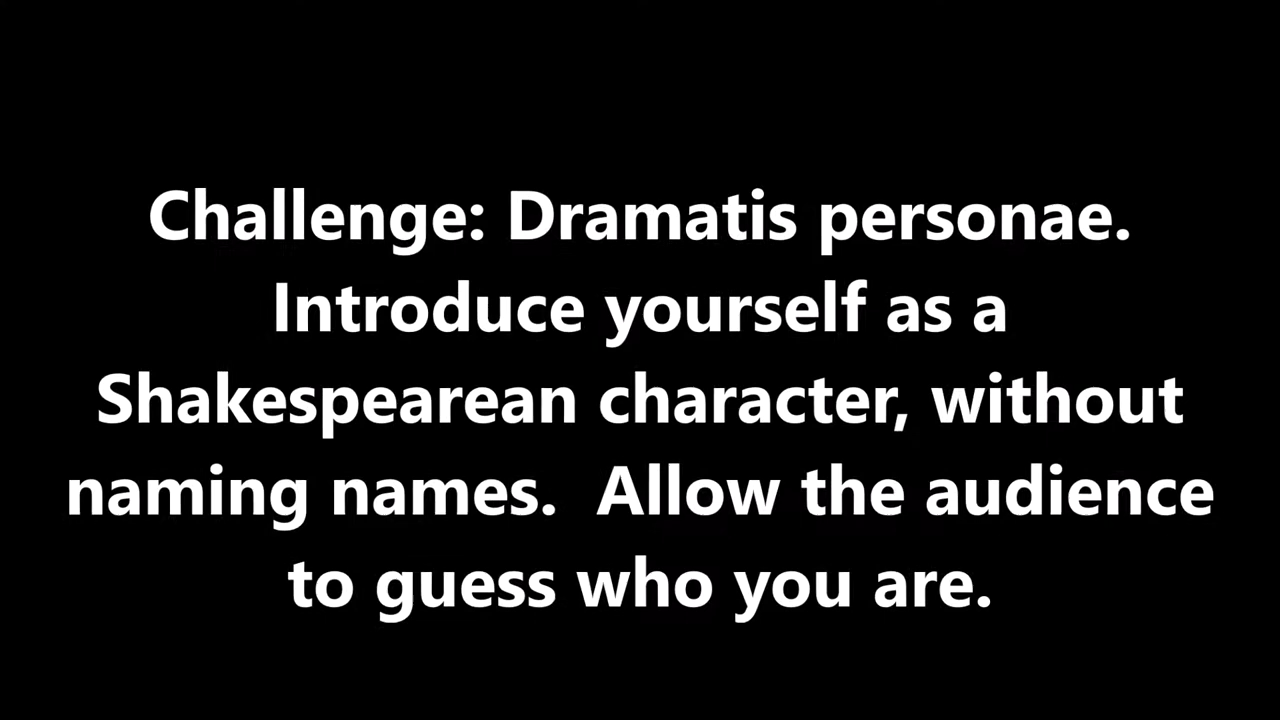 Challenge: Dramatis personae.
Introduce yourself as a
Shakespearean character, without
naming names.  Allow the audience
to guess who you are.